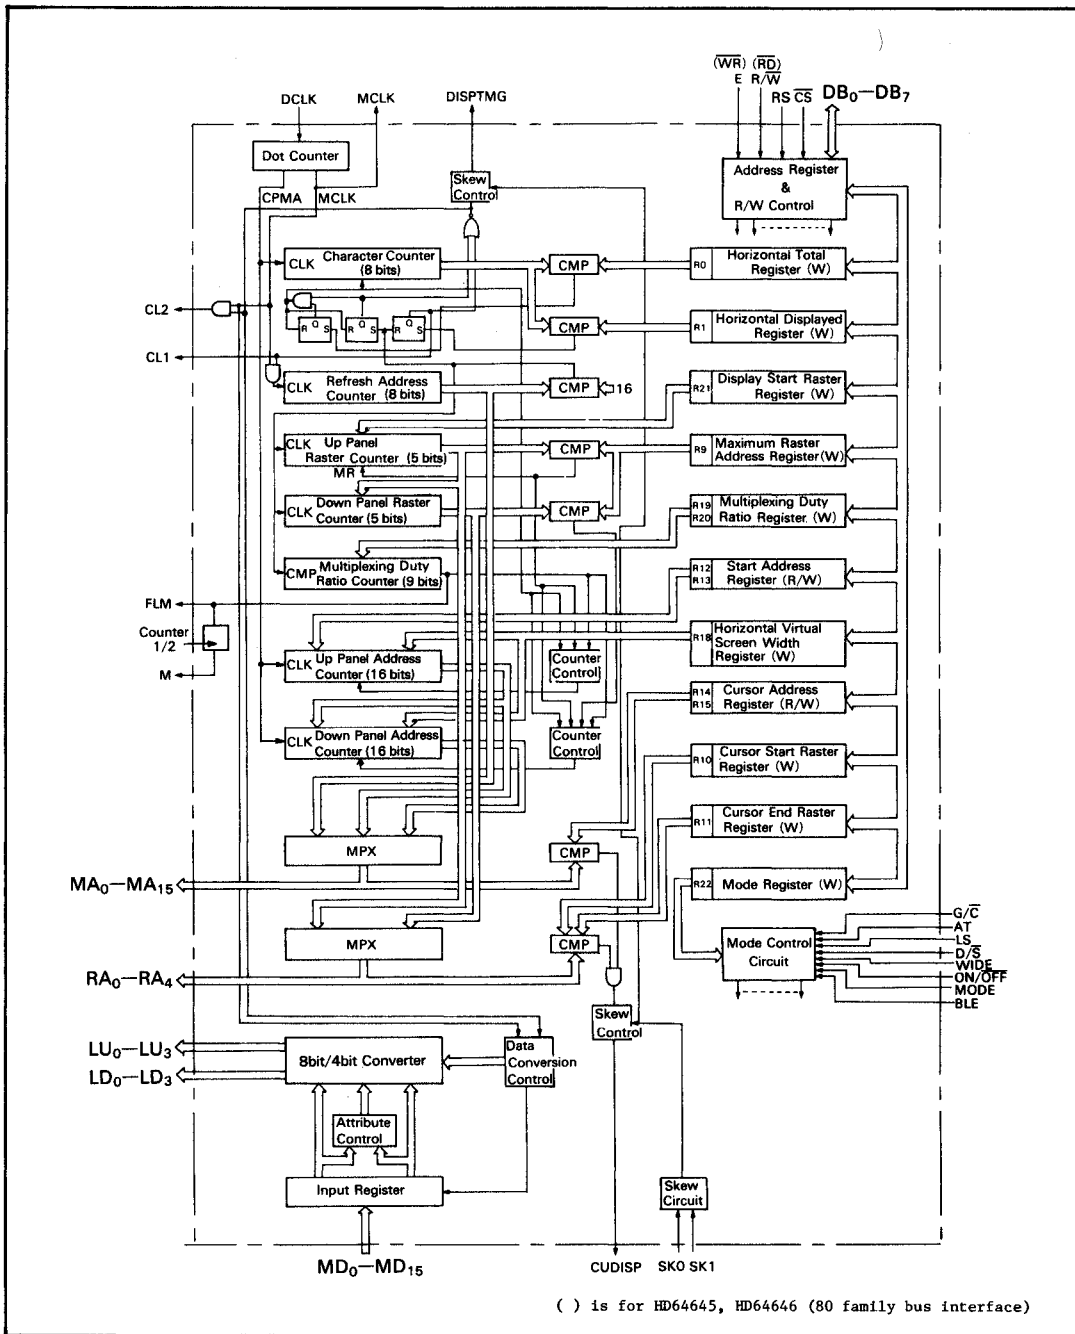 (W̅R̅) (R̅D̅)
E R/W̅
RS C̅S̅ DB₀—DB₇
DCLK MCLK DISPTMG
Dot Counter
CPMA MCLK
Skew
Control
Address Register
&
R/W Control
CLK Character Counter
(8 bits)
CMP
R0 Horizontal Total
Register (W)
CL2
R Q S R Q S R Q S
CMP
R1 Horizontal Displayed
Register (W)
CL1
CLK Refresh Address
Counter (8 bits)
CMP 16
R21 Display Start Raster
Register (W)
CLK Up Panel
Raster Counter (5 bits)
MR
CMP
R9 Maximum Raster
Address Register(W)
CLK Down Panel Raster
Counter (5 bits)
CMP
R19
R20
Multiplexing Duty
Ratio Register (W)
CMP Multiplexing Duty
Ratio Counter (9 bits)
R12
R13
Start Address
Register (R/W)
FLM
Counter
1/2
M
R18 Horizontal Virtual
Screen Width
Register (W)
CLK Up Panel Address
Counter (16 bits)
Counter
Control
R14
R15
Cursor Address
Register (R/W)
CLK Down Panel Address
Counter (16 bits)
Counter
Control
R10 Cursor Start Raster
Register (W)
R11 Cursor End Raster
Register (W)
MPX
CMP
MA₀—MA₁₅
R22 Mode Register (W)
MPX
CMP
RA₀—RA₄
Mode Control
Circuit
G/C̅
AT
LS
D/S̅
WIDE
ON/O̅F̅F̅
MODE
BLE
Skew
Control
LU₀—LU₃
LD₀—LD₃
8bit/4bit Converter
Data
Conversion
Control
Attribute
Control
Input Register
Skew
Circuit
MD₀—MD₁₅
CUDISP SK0 SK1
( ) is for HD64645, HD64646 (80 family bus interface)